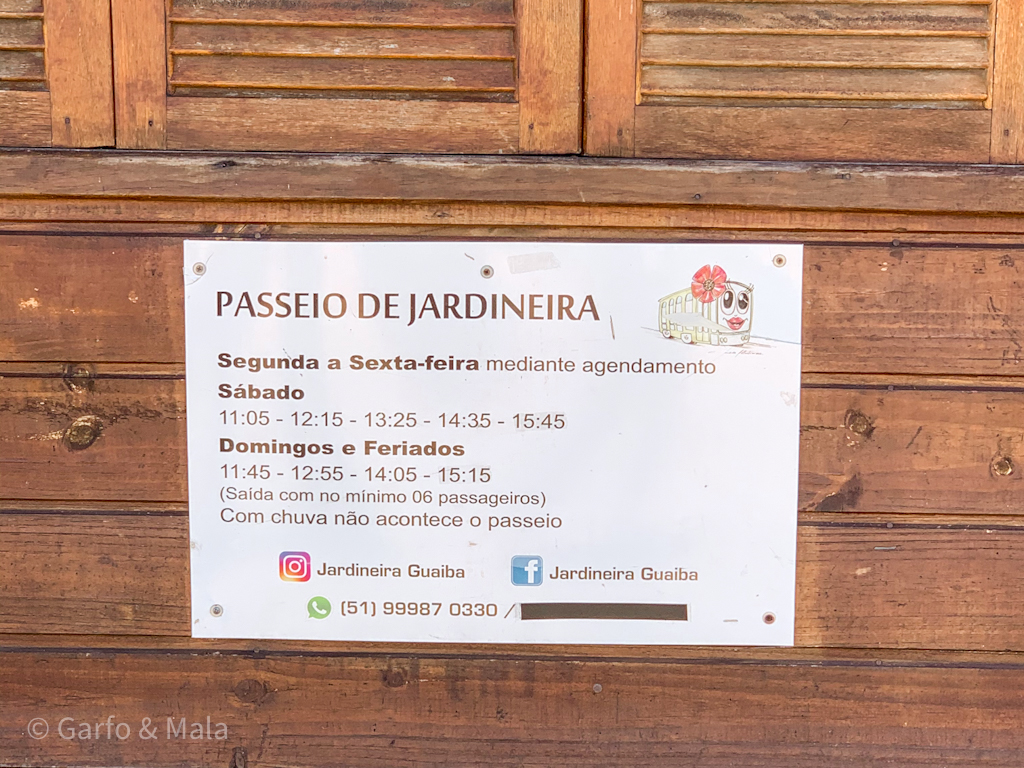 PASSEIO DE JARDINEIRA
Segunda a Sexta-feira mediante agendamento
Sábado
11:05 - 12:15 - 13:25 - 14:35 - 15:45
Domingos e Feriados
11:45 - 12:55 - 14:05 - 15:15
(Saída com no mínimo 06 passageiros)
Com chuva não acontece o passeio
Jardineira Guaiba
Jardineira Guaiba
(51) 99987 0330 /
© Garfo & Mala